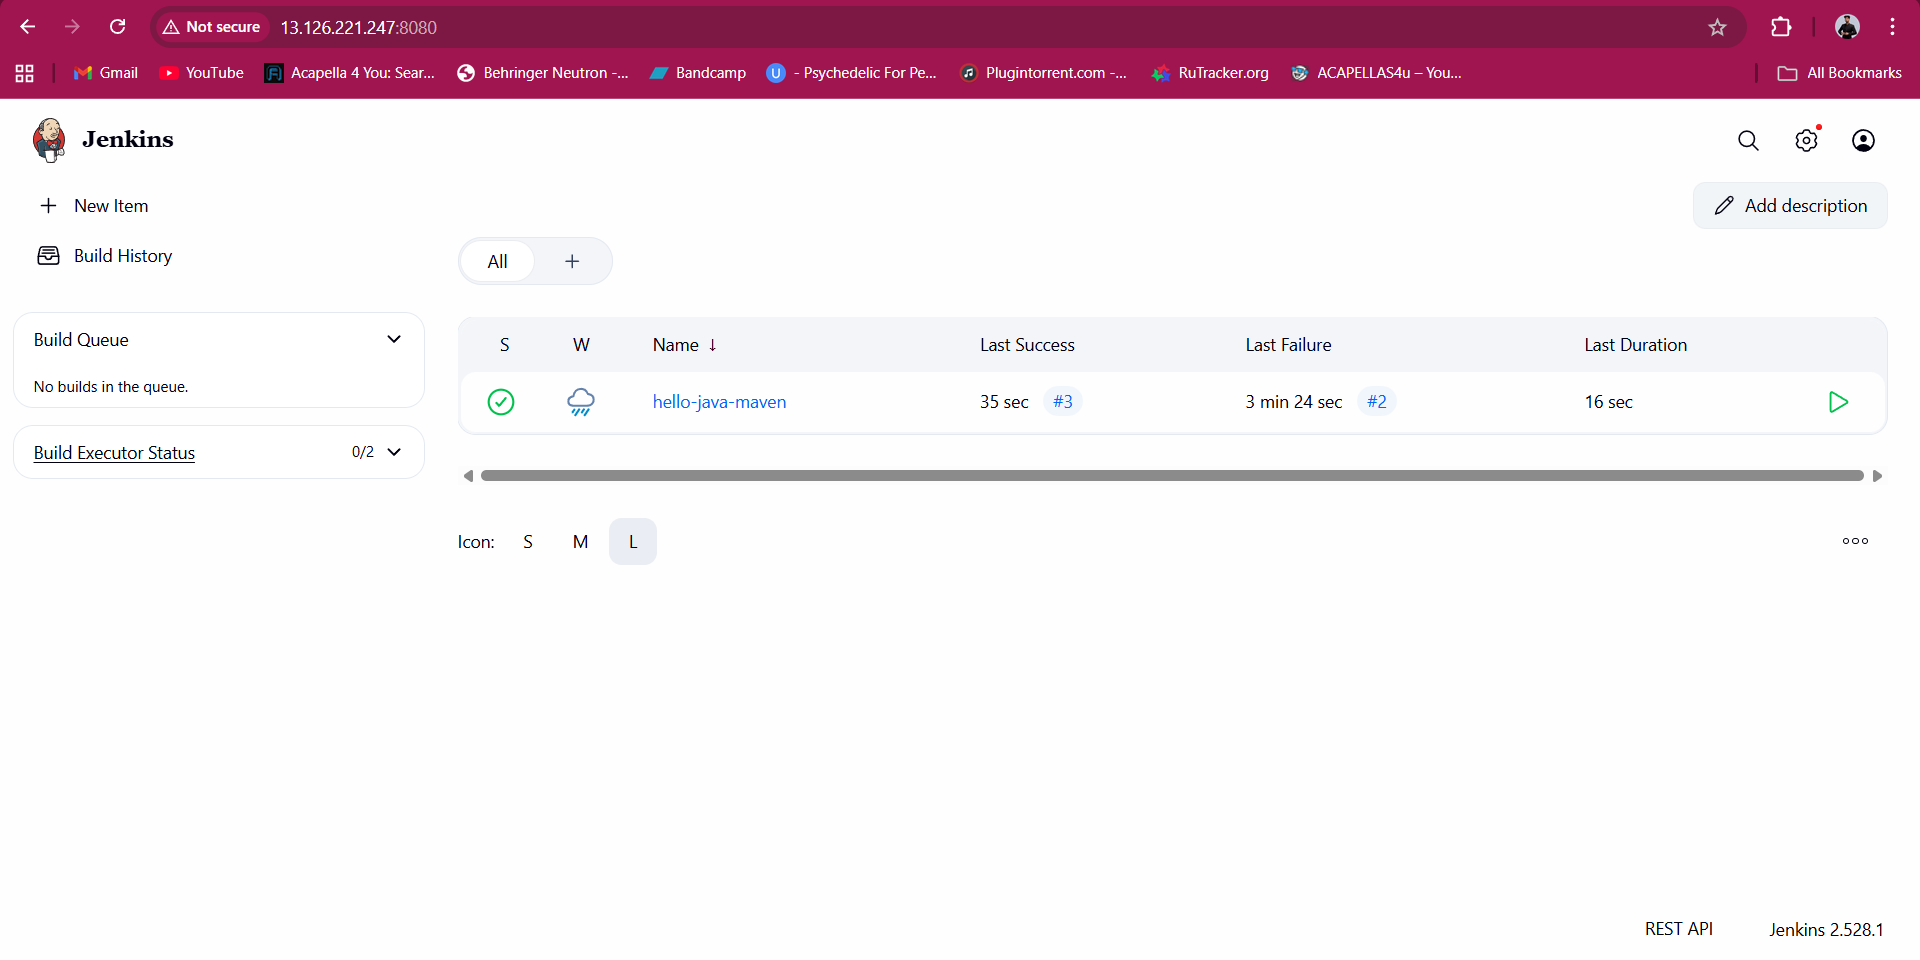 Not secure 13.126.221.247:8080
Gmail YouTube Acapella 4 You: Sear... Behringer Neutron -... Bandcamp U - Psychedelic For Pe... Plugintorrent.com -... RuTracker.org ACAPELLAS4u – You... All Bookmarks
Jenkins
New Item
Add description
Build History
All +
Build Queue
No builds in the queue.
Build Executor Status 0/2
S W Name ↓ Last Success Last Failure Last Duration
hello-java-maven 35 sec #3 3 min 24 sec #2 16 sec
Icon: S M L
REST API Jenkins 2.528.1